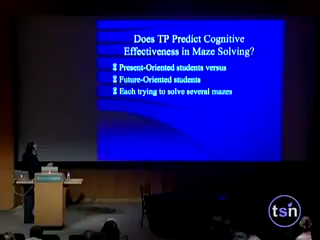 Does TP Predict Cognitive
Effectiveness in Maze Solving?
Present-Oriented students versus
Future-Oriented students
Each trying to solve several mazes
tsn